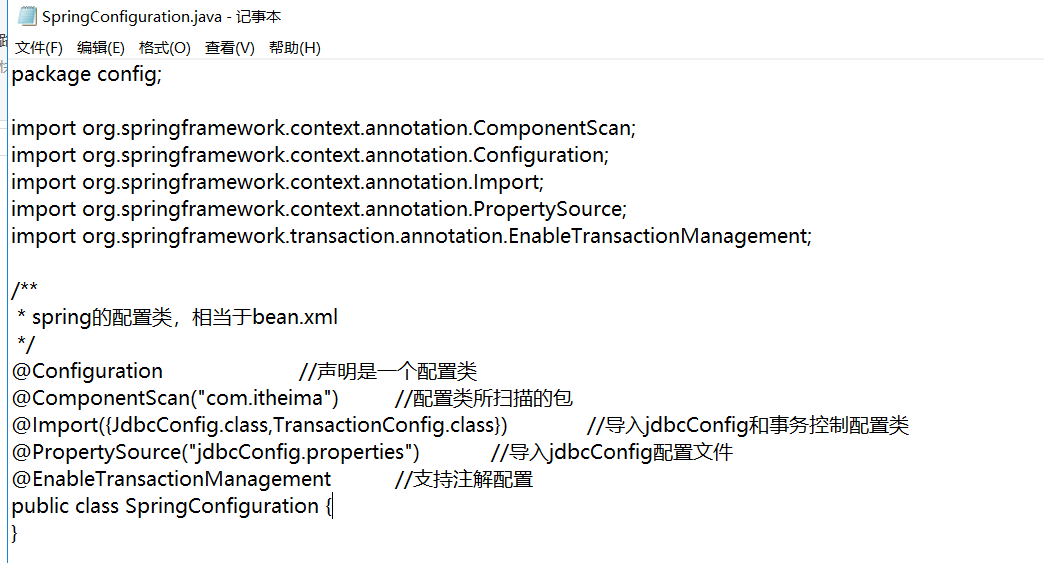 SpringConfiguration.java - 记事本
文件(F) 编辑(E) 格式(O) 查看(V) 帮助(H)
package config;
import org.springframework.context.annotation.ComponentScan;
import org.springframework.context.annotation.Configuration;
import org.springframework.context.annotation.Import;
import org.springframework.context.annotation.PropertySource;
import org.springframework.transaction.annotation.EnableTransactionManagement;
/**
* spring的配置类，相当于bean.xml
*/
@Configuration //声明是一个配置类
@ComponentScan("com.itheima") //配置类所扫描的包
@Import({JdbcConfig.class,TransactionConfig.class}) //导入jdbcConfig和事务控制配置类
@PropertySource("jdbcConfig.properties") //导入jdbcConfig配置文件
@EnableTransactionManagement //支持注解配置
public class SpringConfiguration {
}